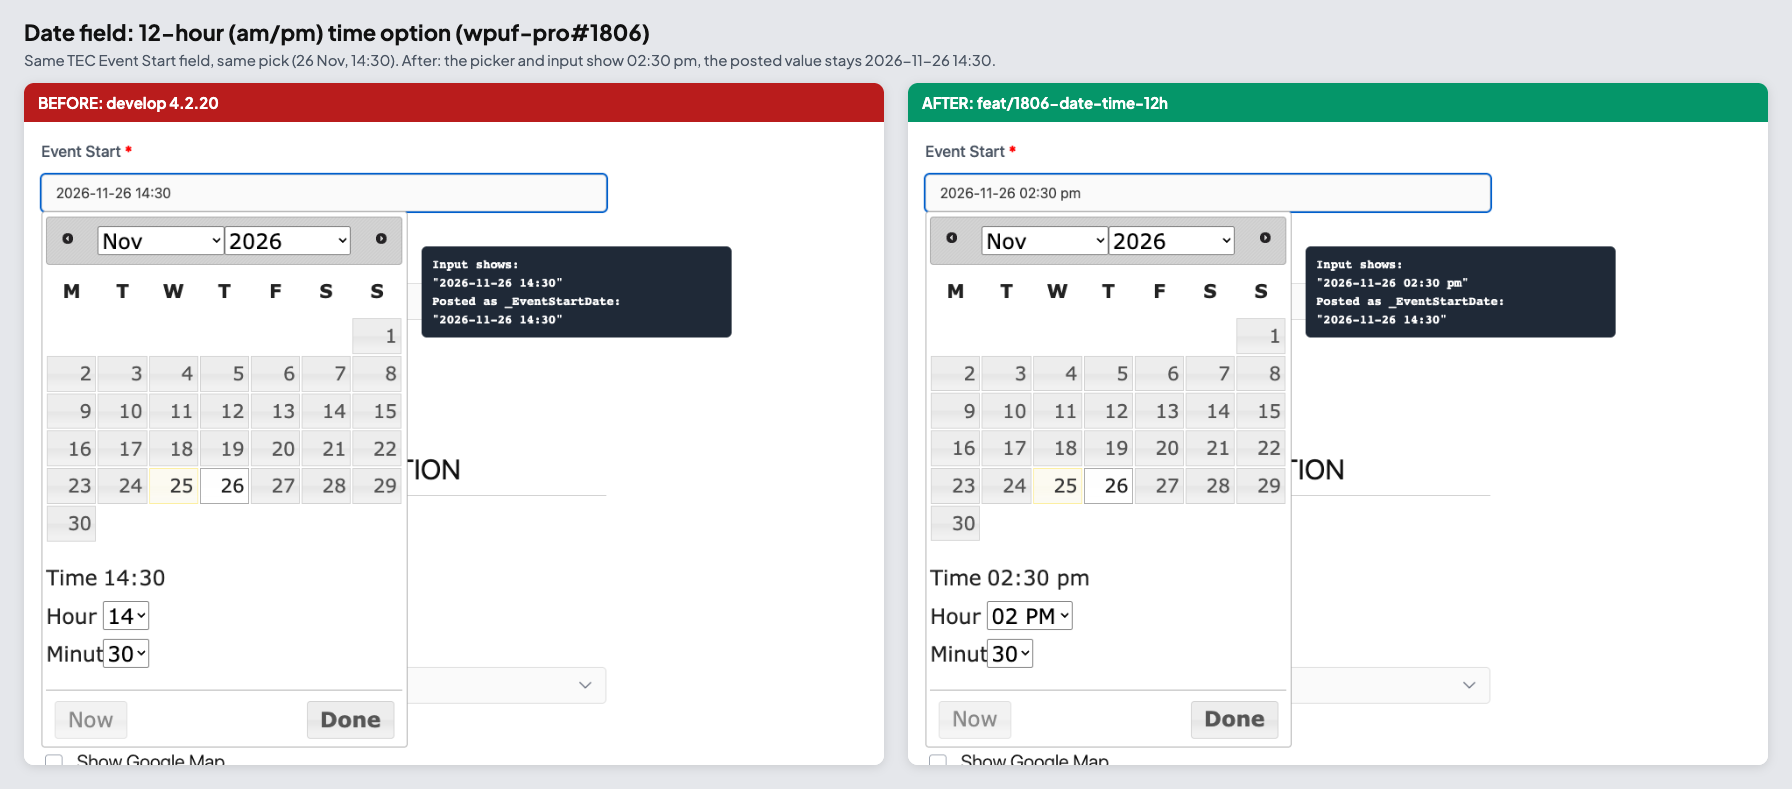 Date field: 12-hour (am/pm) time option (wpuf-pro#1806)
Same TEC Event Start field, same pick (26 Nov, 14:30). After: the picker and input show 02:30 pm, the posted value stays 2026-11-26 14:30.
BEFORE: develop 4.2.20
Event Start *
2026-11-26 14:30
Nov 2026
M T W T F S S
1
2 3 4 5 6 7 8
9 10 11 12 13 14 15
16 17 18 19 20 21 22
23 24 25 26 27 28 29
30
Input shows:
"2026-11-26 14:30"
Posted as _EventStartDate:
"2026-11-26 14:30"
TION
Time 14:30
Hour 14
Minut 30
Now Done
Show Google Map
AFTER: feat/1806-date-time-12h
Event Start *
2026-11-26 02:30 pm
Nov 2026
M T W T F S S
1
2 3 4 5 6 7 8
9 10 11 12 13 14 15
16 17 18 19 20 21 22
23 24 25 26 27 28 29
30
Input shows:
"2026-11-26 02:30 pm"
Posted as _EventStartDate:
"2026-11-26 14:30"
TION
Time 02:30 pm
Hour 02 PM
Minut 30
Now Done
Show Google Map